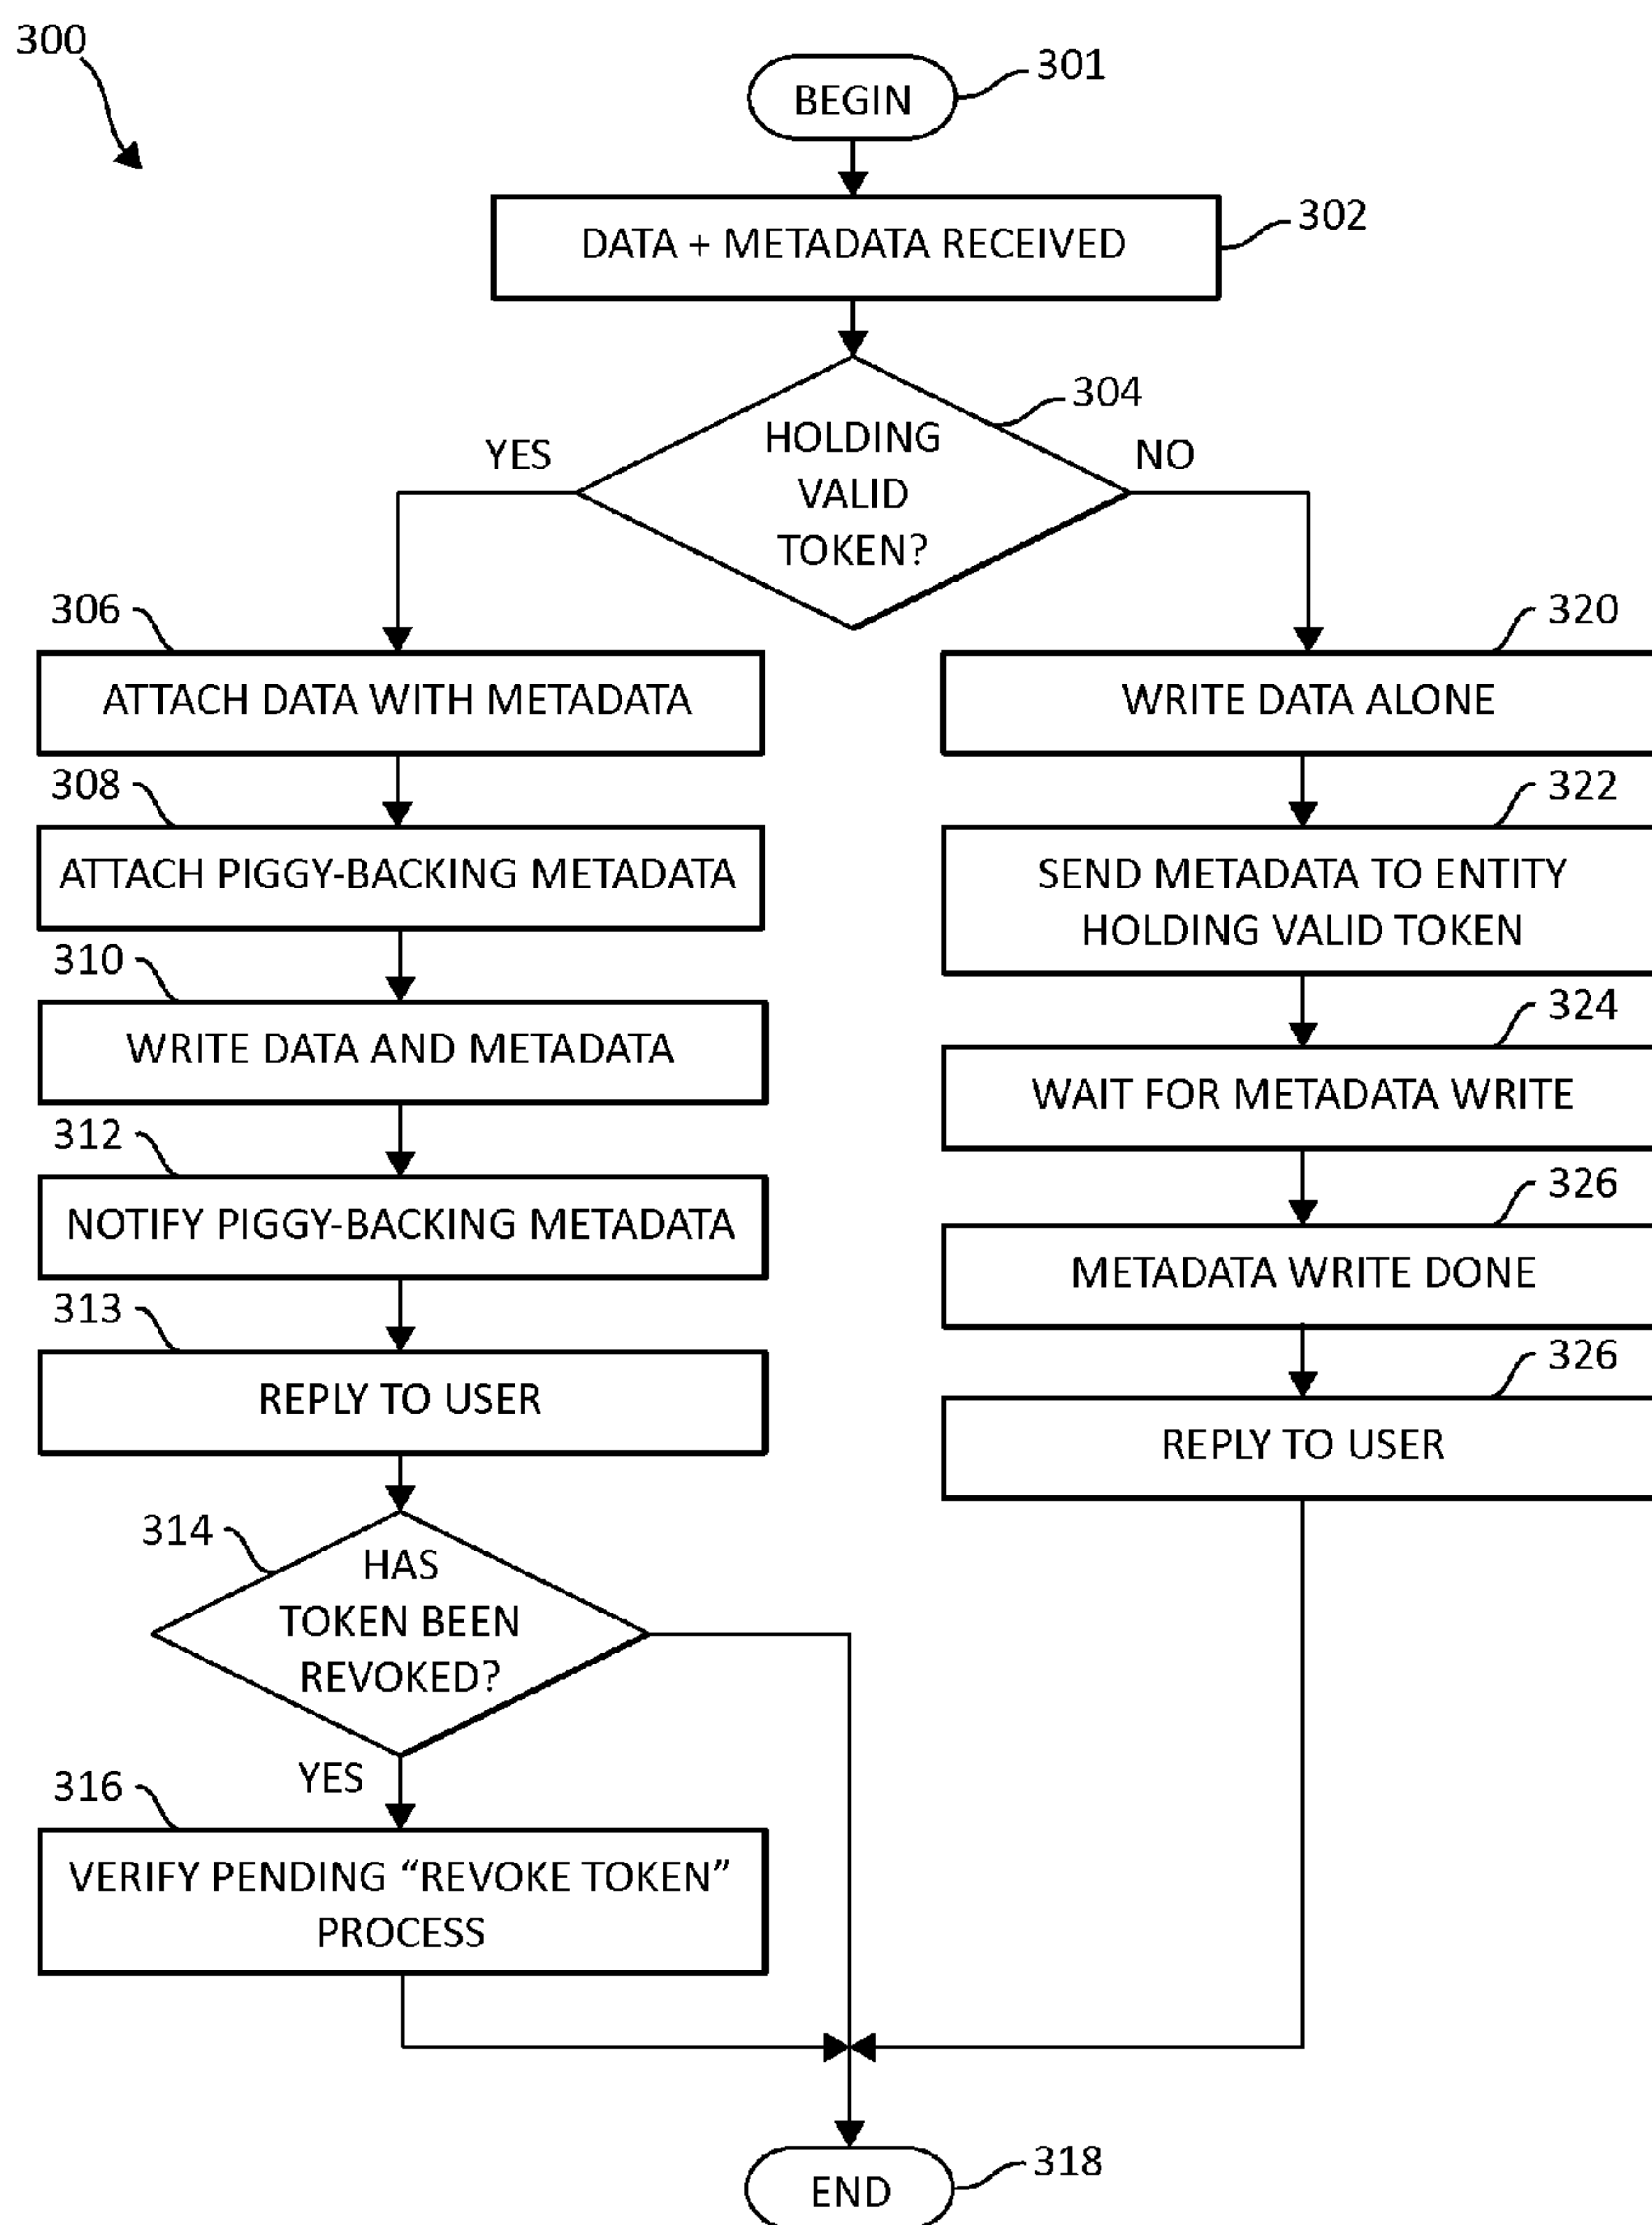 300
BEGIN
301
DATA + METADATA RECEIVED
302
HOLDING
VALID
TOKEN?
304
YES
NO
306
ATTACH DATA WITH METADATA
308
ATTACH PIGGY-BACKING METADATA
310
WRITE DATA AND METADATA
312
NOTIFY PIGGY-BACKING METADATA
313
REPLY TO USER
314
HAS
TOKEN BEEN
REVOKED?
YES
316
VERIFY PENDING “REVOKE TOKEN”
PROCESS
320
WRITE DATA ALONE
322
SEND METADATA TO ENTITY
HOLDING VALID TOKEN
324
WAIT FOR METADATA WRITE
326
METADATA WRITE DONE
326
REPLY TO USER
END
318